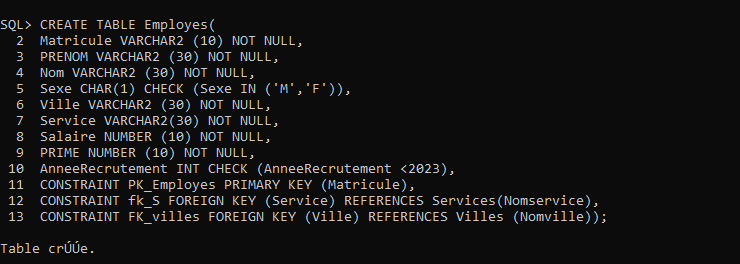 SQL> CREATE TABLE Employes(
2 Matricule VARCHAR2 (10) NOT NULL,
3 PRENOM VARCHAR2 (30) NOT NULL,
4 Nom VARCHAR2 (30) NOT NULL,
5 Sexe CHAR(1) CHECK (Sexe IN ('M','F')),
6 Ville VARCHAR2 (30) NOT NULL,
7 Service VARCHAR2(30) NOT NULL,
8 Salaire NUMBER (10) NOT NULL,
9 PRIME NUMBER (10) NOT NULL,
10 AnneeRecrutement INT CHECK (AnneeRecrutement <2023),
11 CONSTRAINT PK_Employes PRIMARY KEY (Matricule),
12 CONSTRAINT fk_S FOREIGN KEY (Service) REFERENCES Services(Nomservice),
13 CONSTRAINT FK_villes FOREIGN KEY (Ville) REFERENCES Villes (Nomville));
Table crÚÚe.